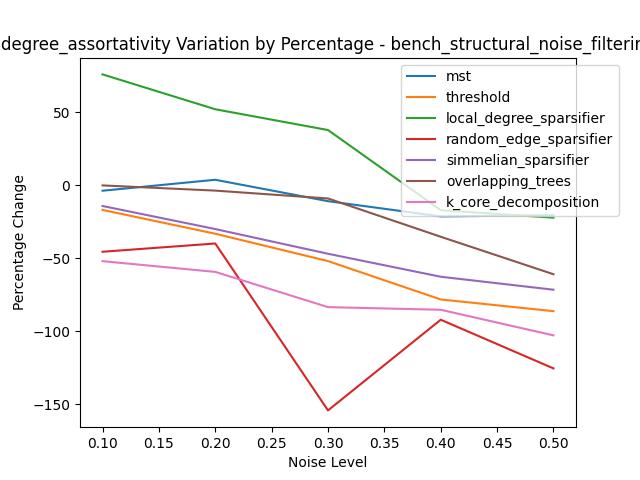 degree_assortativity Variation by Percentage - bench_structural_noise_filterin
mst
threshold
local_degree_sparsifier
random_edge_sparsifier
simmelian_sparsifier
overlapping_trees
k_core_decomposition
Percentage Change
50
0
−50
−100
−150
0.10 0.15 0.20 0.25 0.30 0.35 0.40 0.45 0.50
Noise Level